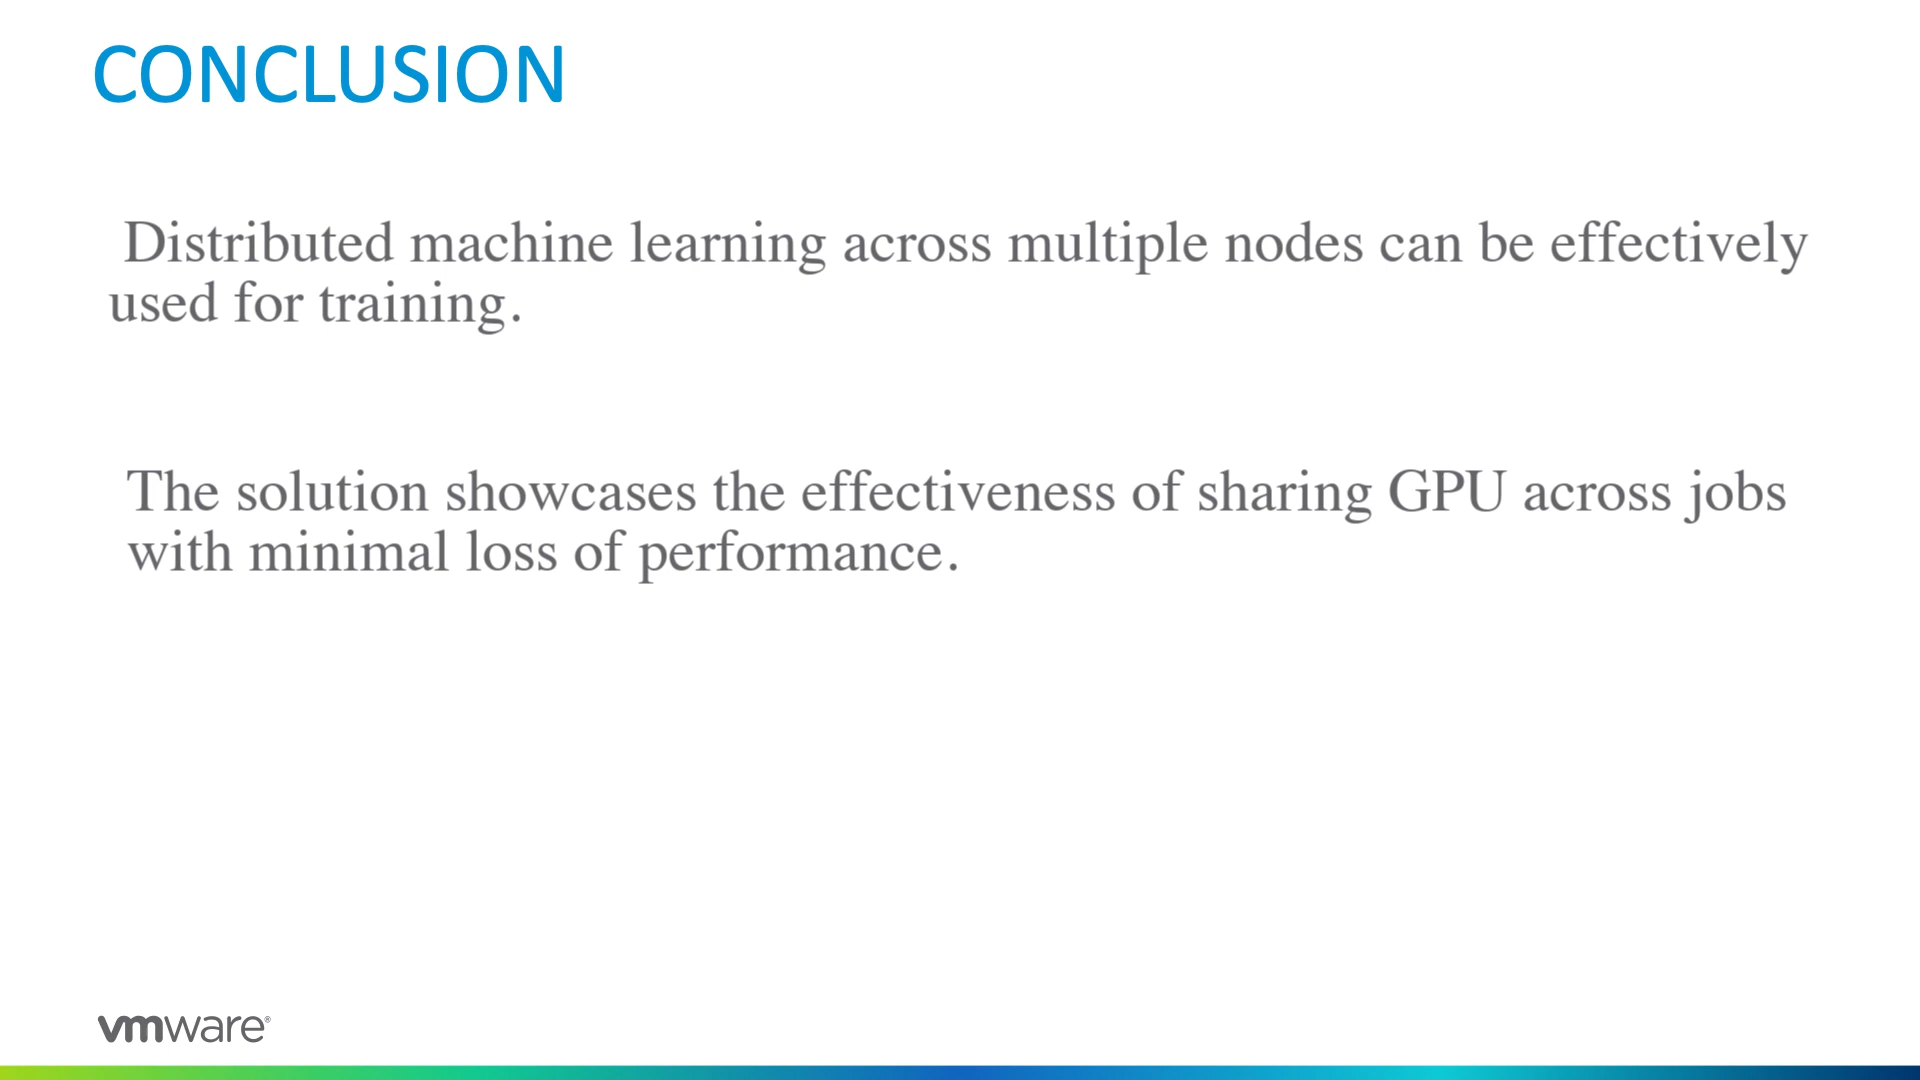 CONCLUSION
Distributed machine learning across multiple nodes can be effectively
used for training.
The solution showcases the effectiveness of sharing GPU across jobs
with minimal loss of performance.
vmware®